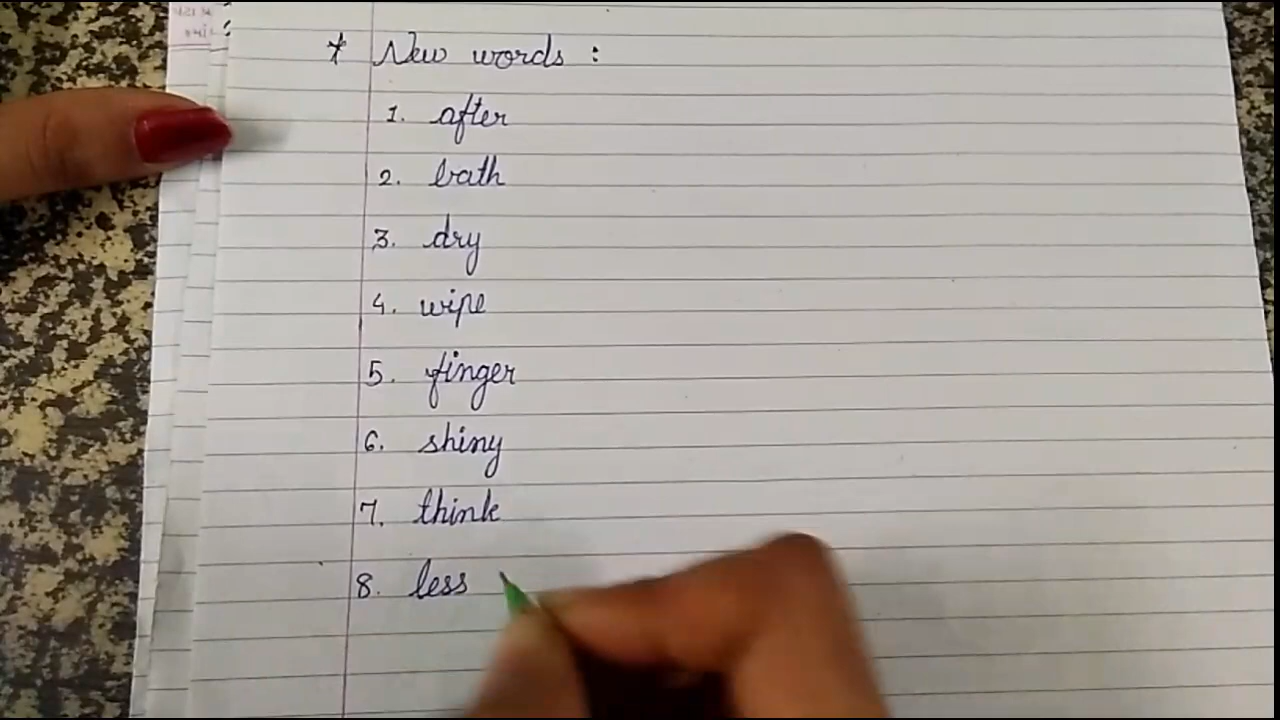 * New words :
1. after
2. bath
3. dry
4. wipe
5. finger
6. shiny
7. think
8. less